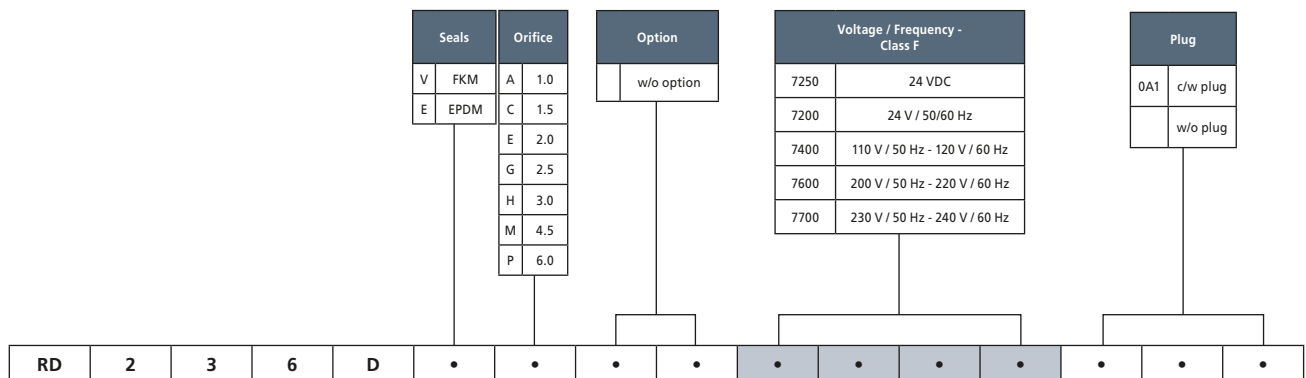 Seals
Orifice
Option
Voltage / Frequency -
Class F
Plug
V FKM
E EPDM
A 1.0
C 1.5
E 2.0
G 2.5
H 3.0
M 4.5
P 6.0
w/o option
7250 24 VDC
7200 24 V / 50/60 Hz
7400 110 V / 50 Hz - 120 V / 60 Hz
7600 200 V / 50 Hz - 220 V / 60 Hz
7700 230 V / 50 Hz - 240 V / 60 Hz
0A1 c/w plug
w/o plug
RD 2 3 6 D • • • • • • • • • • •